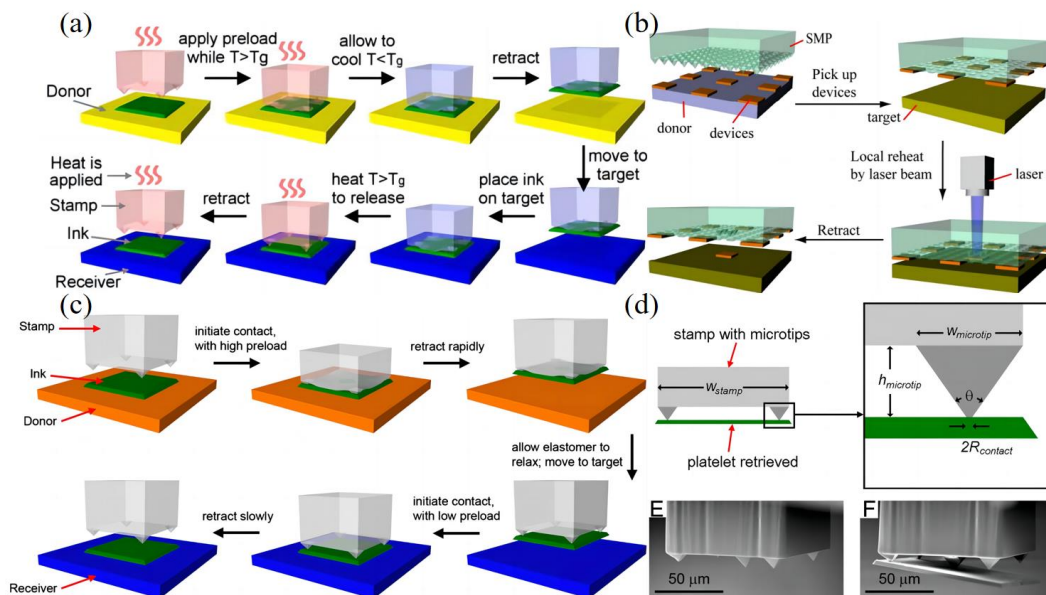 (a)
apply preload
while T>Tg
allow to
cool T<Tg
retract
Donor
move to
target
Heat is
applied
Stamp
Ink
Receiver
retract
heat T>Tg
to release
place ink
on target
(b)
SMP
donor
devices
Pick up
devices
target
Local reheat
by laser beam
laser
Retract
(c)
Stamp
Ink
Donor
initiate contact,
with high preload
retract rapidly
allow elastomer to
relax; move to target
initiate contact,
with low preload
retract slowly
Receiver
(d)
stamp with microtips
Wstamp
platelet retrieved
Wmicrotip
hmicrotip
θ
2Rcontact
E
50 μm
F
50 μm